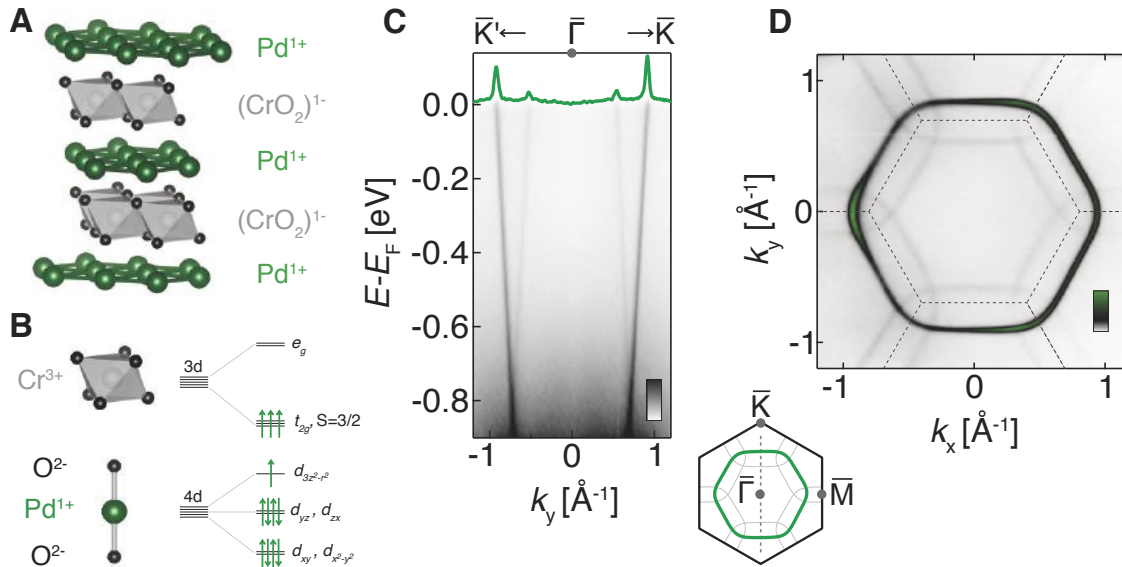 A
Pd1+
(CrO2)1-
Pd1+
(CrO2)1-
Pd1+
B
Cr3+
3d
eg
t2g, S=3/2
O2-
Pd1+
O2-
4d
d3z2-r2
dyz , dzx
dxy , dx2-y2
C
K̅' ← Γ̅ → K̅
0.0
-0.2
-0.4
-0.6
-0.8
E-EF [eV]
-1 0 1
ky [Å-1]
K̅
Γ̅
M̅
D
1
0
-1
ky [Å-1]
-1 0 1
kx [Å-1]